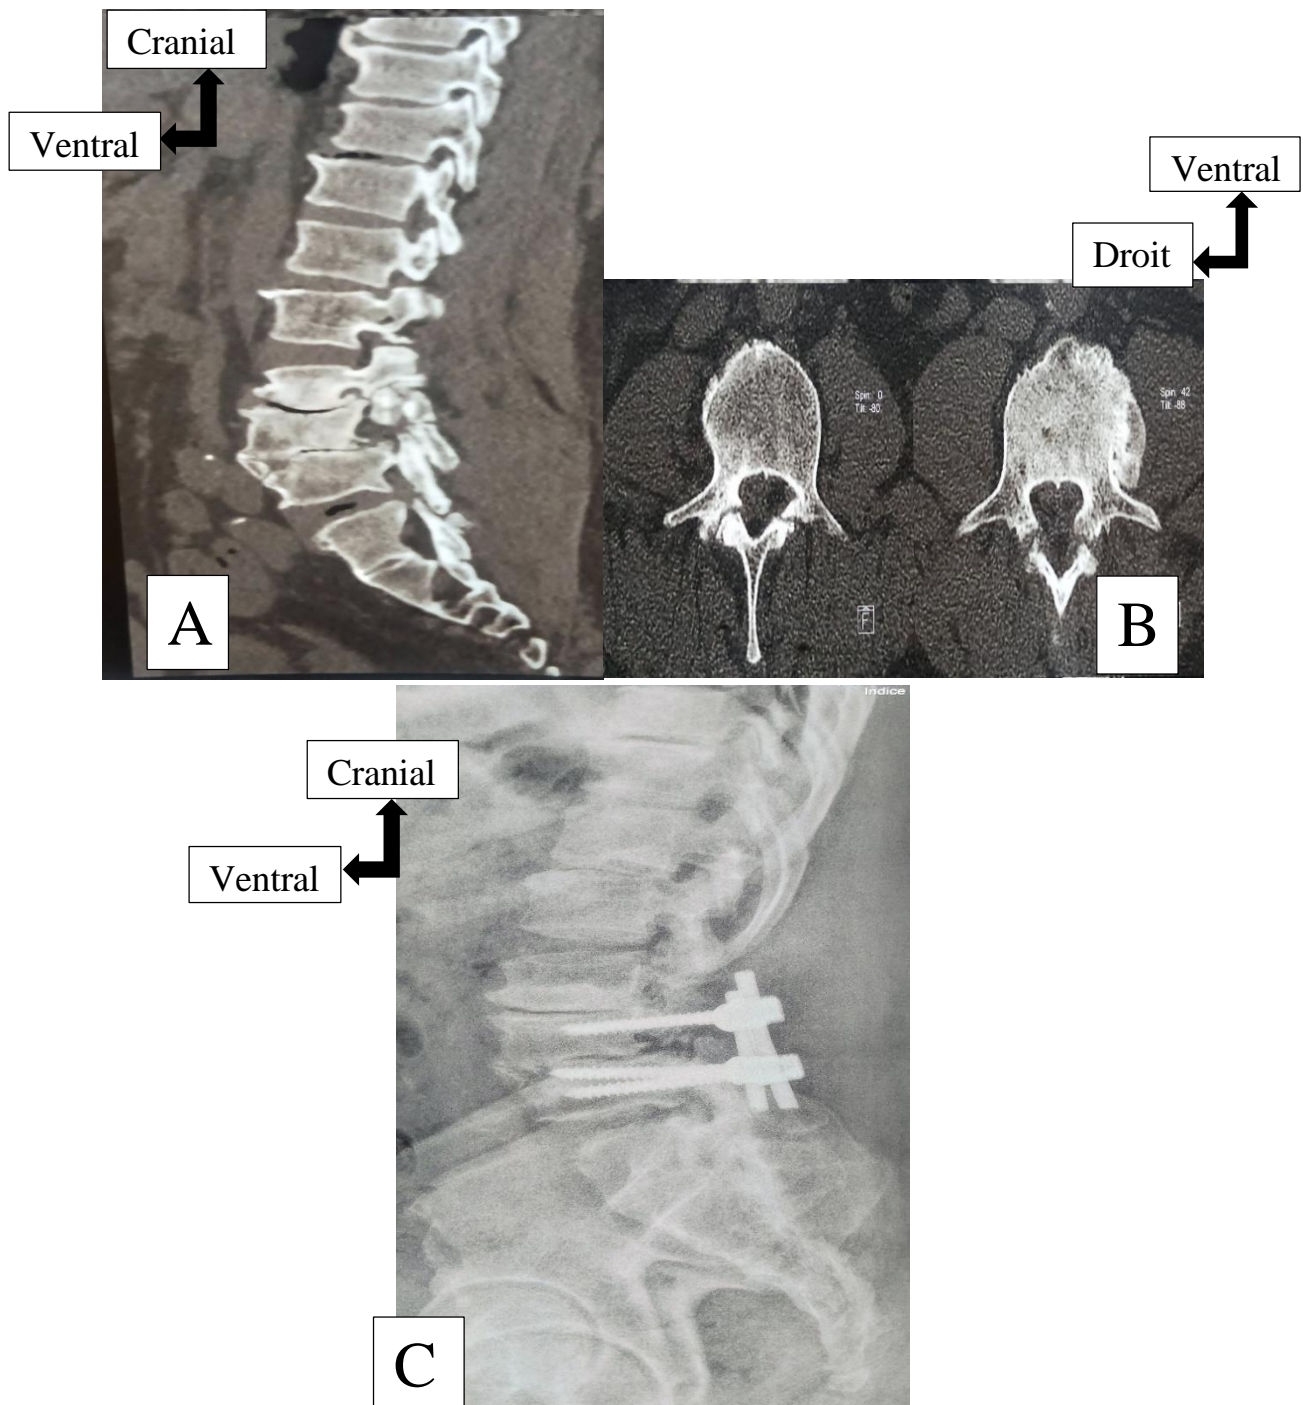 Cranial
Ventral
Ventral
Droit
Spin: 0
Tilt: -80
Spin: 42
Tilt: -88
F
A
B
Indice
Cranial
Ventral
C